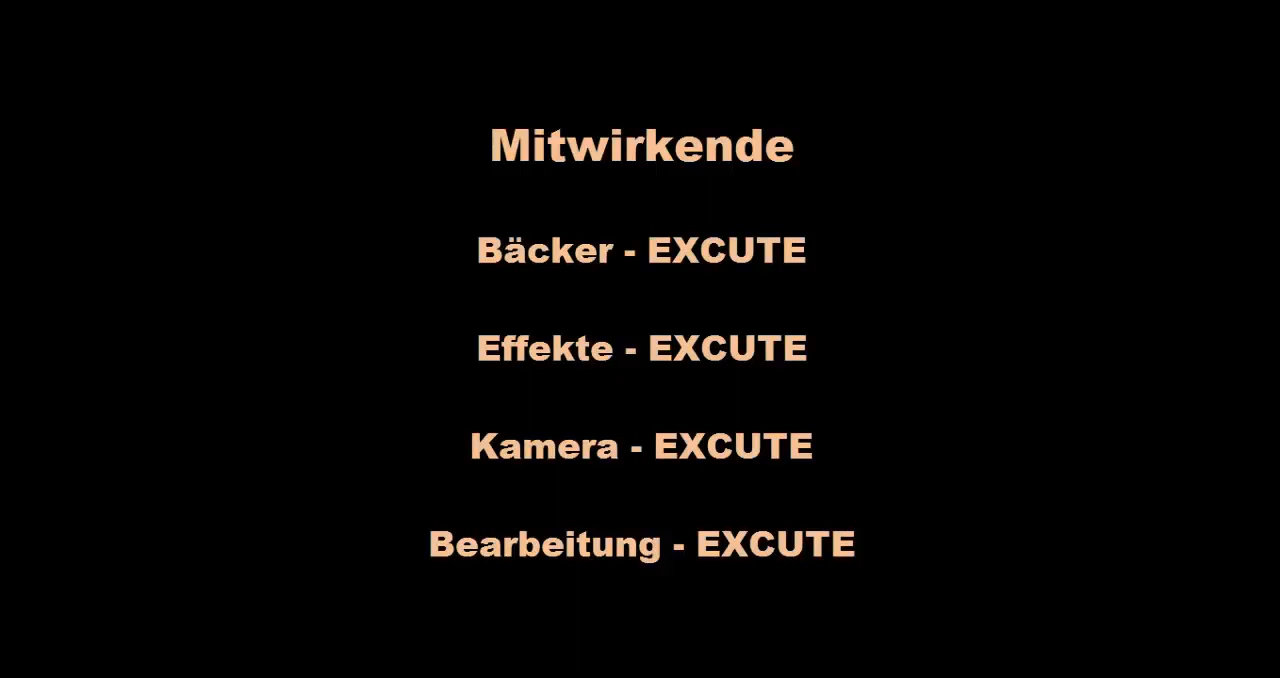 Mitwirkende
Bäcker - EXCUTE
Effekte - EXCUTE
Kamera - EXCUTE
Bearbeitung - EXCUTE